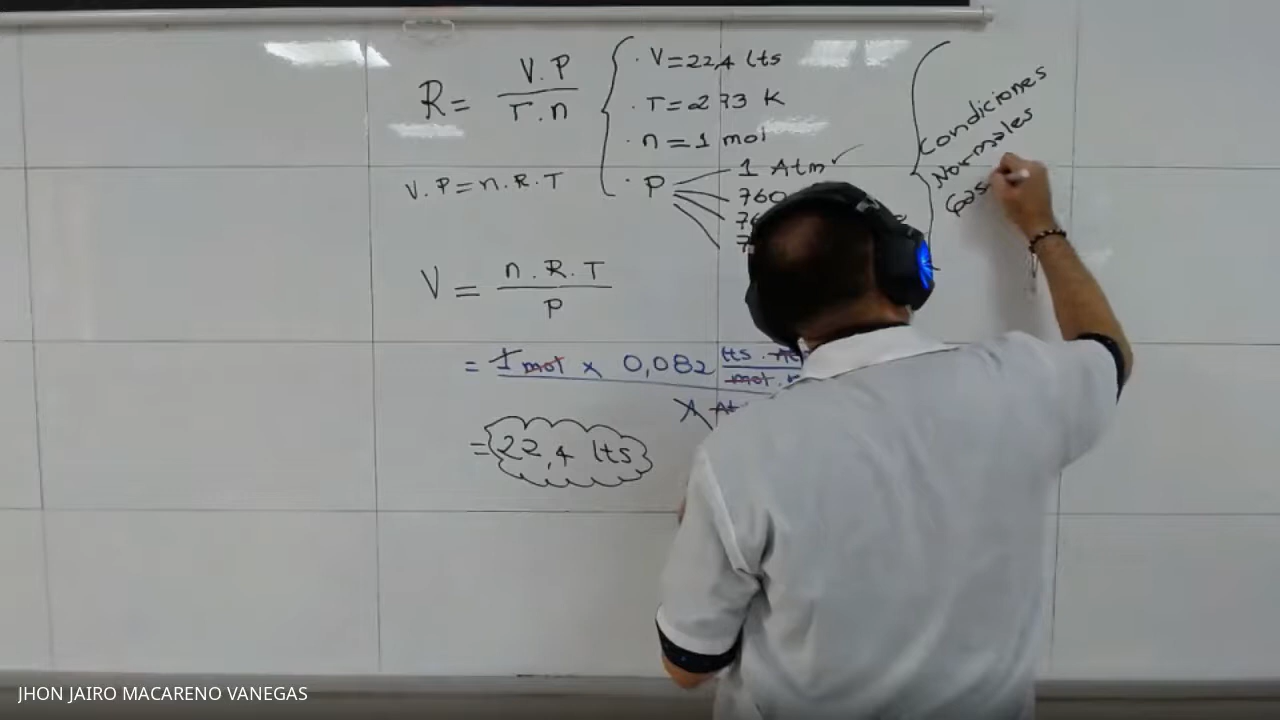 R = V.P / T.n
V=22,4 lts
T=273 K
n=1 mol
P
1 Atm ✓
760
V.P=n.R.T
V = n.R.T / P
= 1 mol x 0,082 lts.
mol.
= 22,4 lts
Condiciones
Normales
Gas
JHON JAIRO MACARENO VANEGAS